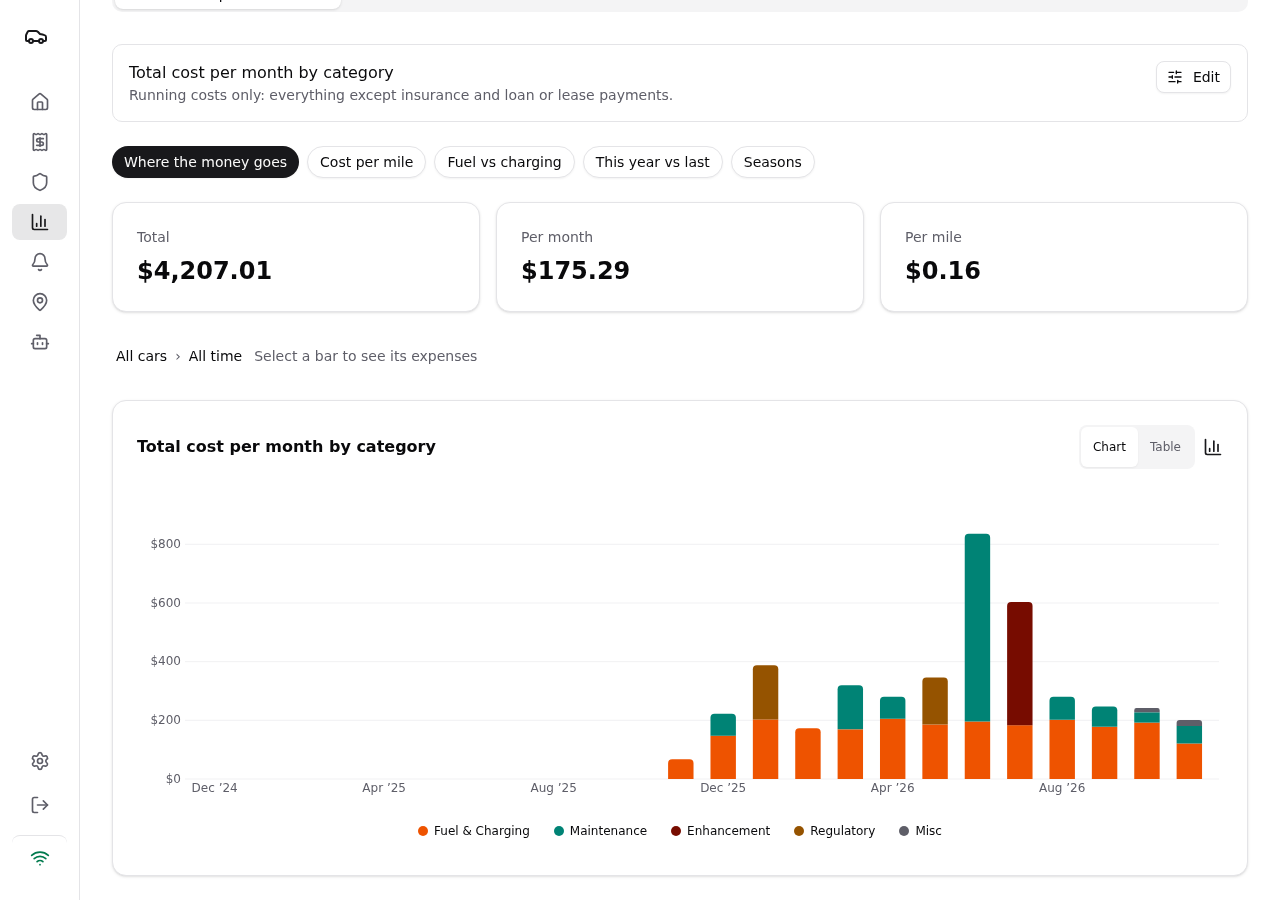 Total cost per month by category
Running costs only: everything except insurance and loan or lease payments.
Edit
Where the money goes
Cost per mile
Fuel vs charging
This year vs last
Seasons
Total
$4,207.01
Per month
$175.29
Per mile
$0.16
All cars › All time Select a bar to see its expenses
Total cost per month by category
Chart
Table
$800
$600
$400
$200
$0
Dec ’24
Apr ’25
Aug ’25
Dec ’25
Apr ’26
Aug ’26
Fuel & Charging
Maintenance
Enhancement
Regulatory
Misc